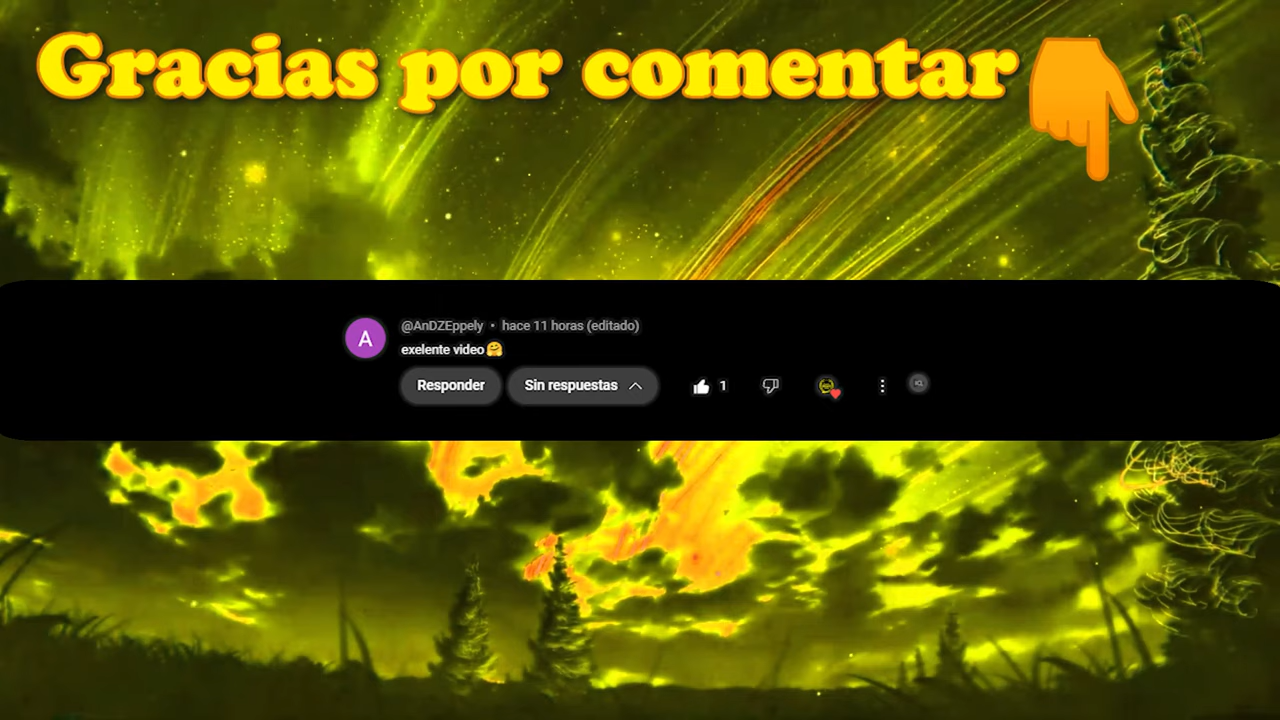 Gracias por comentar
A
@AnDZEppely • hace 11 horas (editado)
exelente video🤗
Responder Sin respuestas 1